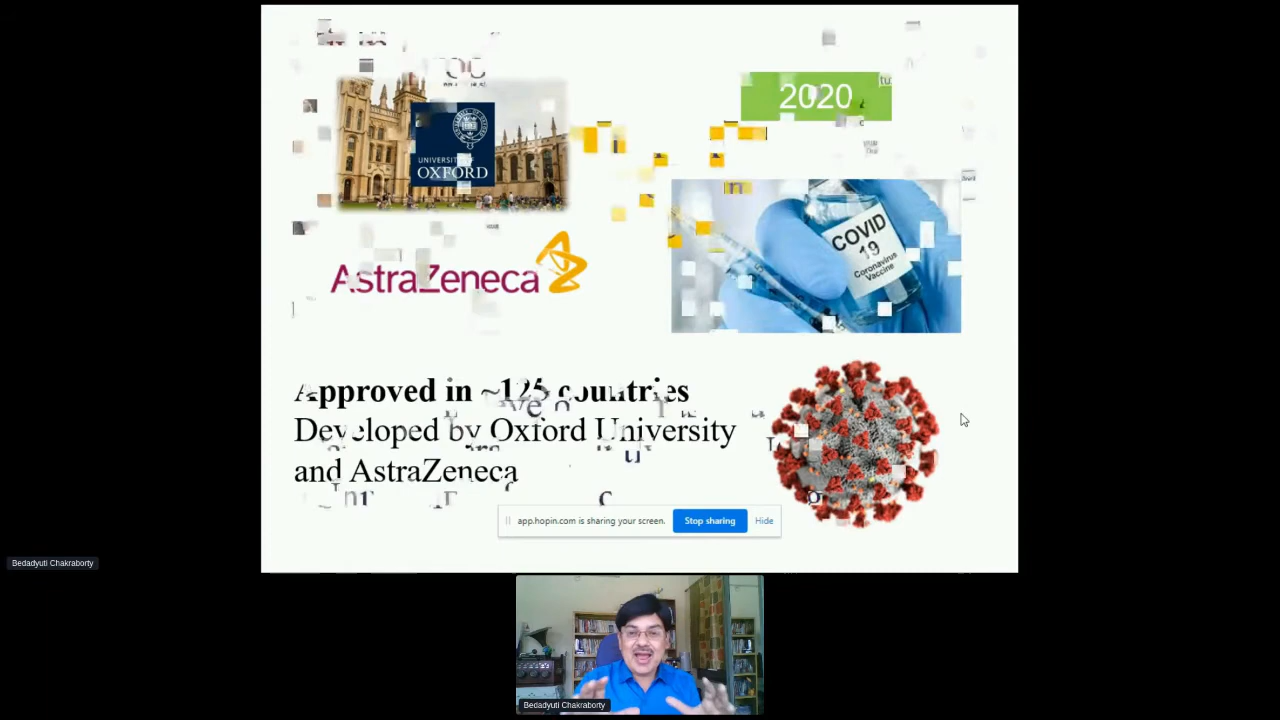 2020
UNIVERSITY OF
OXFORD
COVID
19
Coronavirus
Vaccine
AstraZeneca
Approved in ~125 countries
Developed by Oxford University
and AstraZeneca
app.hopin.com is sharing your screen. Stop sharing Hide
Bedadyuti Chakraborty
Bedadyuti Chakraborty